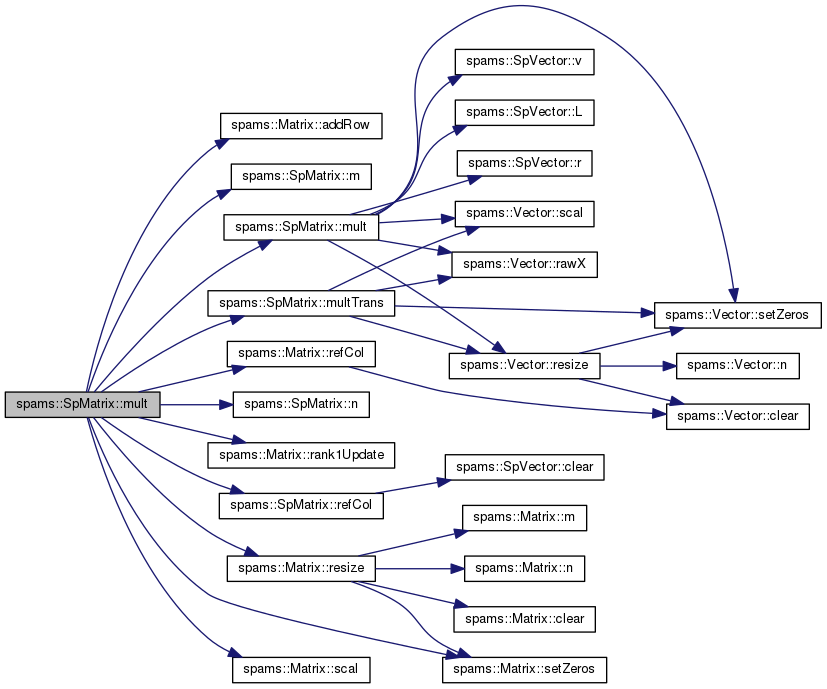 spams::SpMatrix::mult
spams::Matrix::addRow
spams::SpMatrix::m
spams::SpMatrix::mult
spams::SpMatrix::multTrans
spams::Matrix::refCol
spams::SpMatrix::n
spams::Matrix::rank1Update
spams::SpMatrix::refCol
spams::Matrix::resize
spams::Matrix::scal
spams::SpVector::v
spams::SpVector::L
spams::SpVector::r
spams::Vector::scal
spams::Vector::rawX
spams::Vector::resize
spams::SpVector::clear
spams::Matrix::m
spams::Matrix::n
spams::Matrix::clear
spams::Matrix::setZeros
spams::Vector::setZeros
spams::Vector::n
spams::Vector::clear